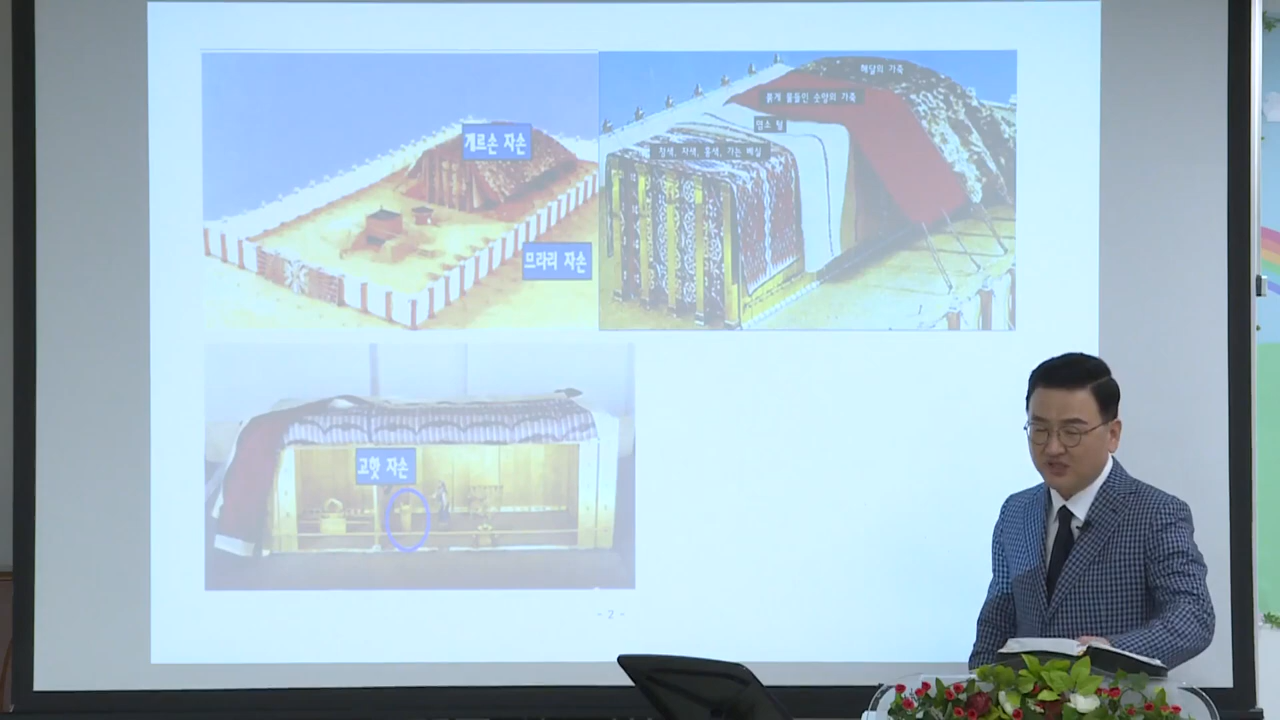 게르손 자손
므라리 자손
해달의 가죽
붉게 물들인 숫양의 가죽
염소 털
청색, 자색, 홍색, 가는 베실
고핫 자손
- 2 -